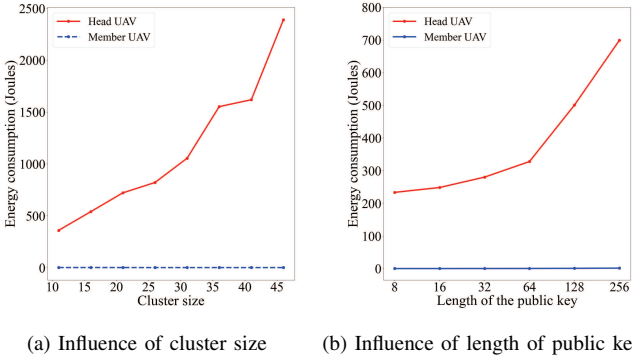 Head UAV
Member UAV
Energy consumption (Joules)
2500
2000
1500
1000
500
0
10 15 20 25 30 35 40 45
Cluster size
(a) Influence of cluster size
Head UAV
Member UAV
Energy consumption (Joules)
800
700
600
500
400
300
200
100
0
8 16 32 64 128 256
Length of the public key
(b) Influence of length of public ke